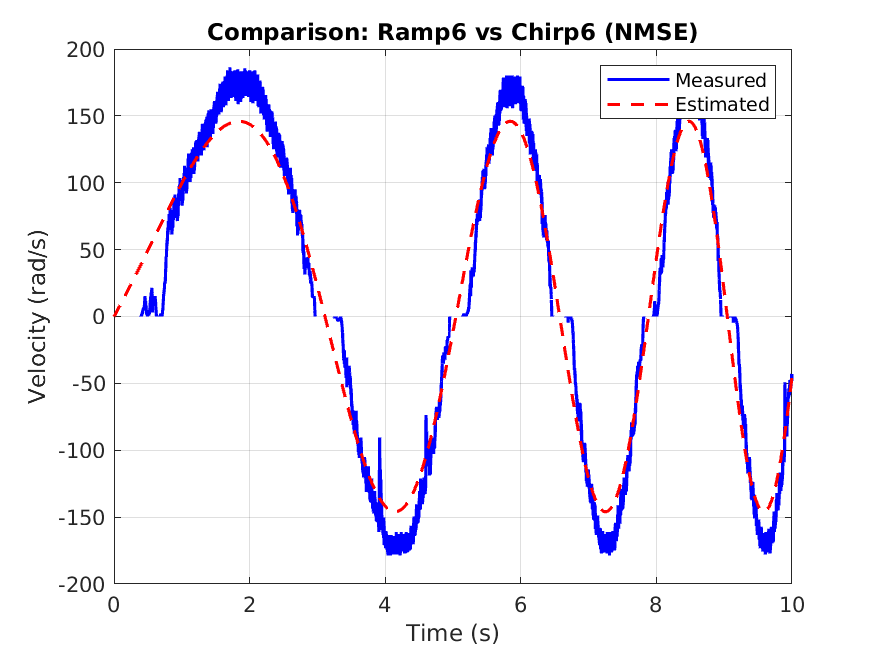 Comparison: Ramp6 vs Chirp6 (NMSE)
Measured
Estimated
Velocity (rad/s)
200
150
100
50
0
-50
-100
-150
-200
0 2 4 6 8 10
Time (s)